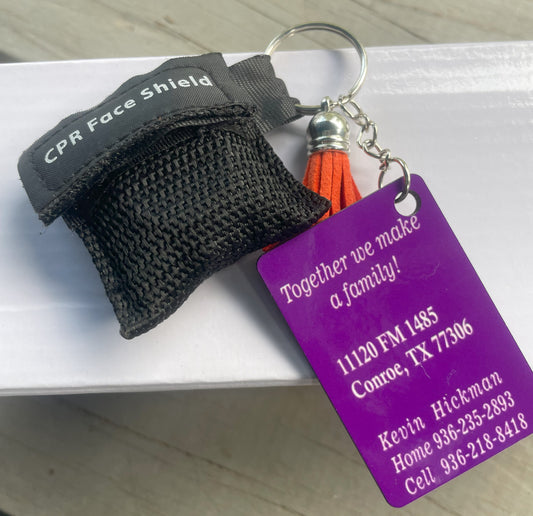 CPR Face Shield
Together we make
a family!
11120 FM 1485
Conroe, TX 77306
Kevin Hickman
Home 936-235-2893
Cell 936-218-8418